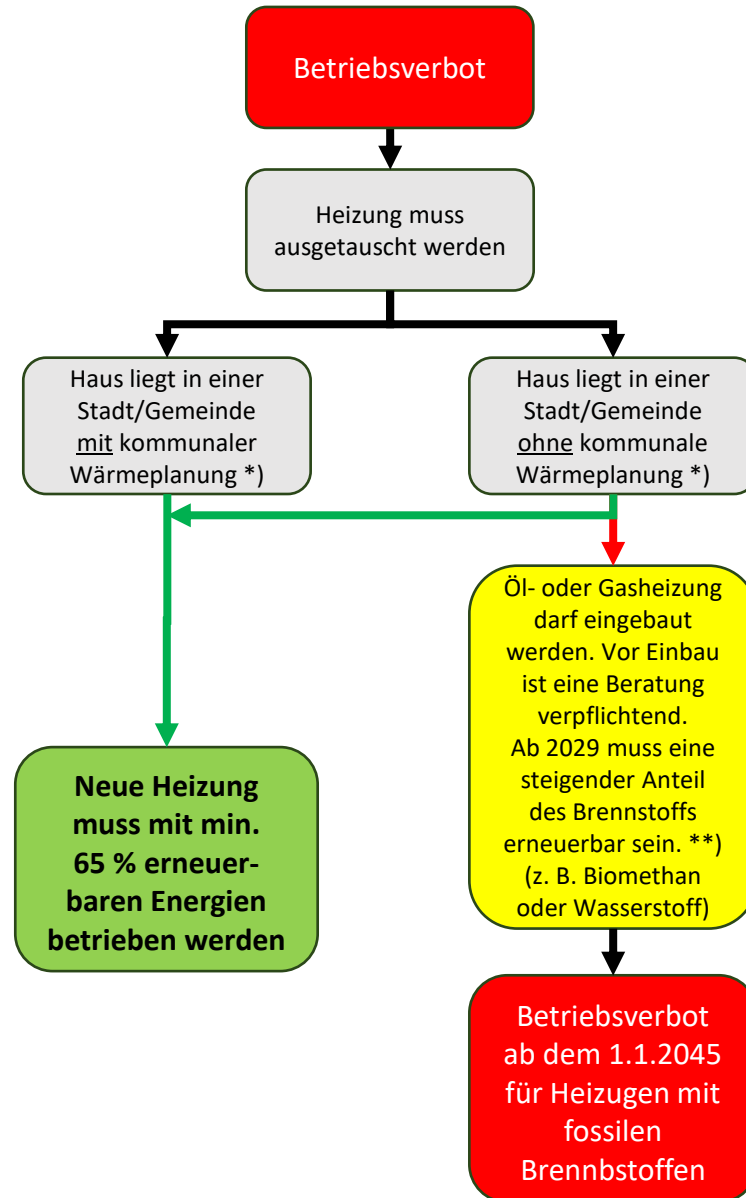 Betriebsverbot
Heizung muss
ausgetauscht werden
Haus liegt in einer
Stadt/Gemeinde
mit kommunaler
Wärmeplanung *)
Haus liegt in einer
Stadt/Gemeinde
ohne kommunale
Wärmeplanung *)
Neue Heizung
muss mit min.
65 % erneuer-
baren Energien
betrieben werden
Öl- oder Gasheizung
darf eingebaut
werden. Vor Einbau
ist eine Beratung
verpflichtend.
Ab 2029 muss eine
steigender Anteil
des Brennstoffs
erneuerbar sein. **)
(z. B. Biomethan
oder Wasserstoff)
Betriebsverbot
ab dem 1.1.2045
für Heizugen mit
fossilen
Brennbstoffen